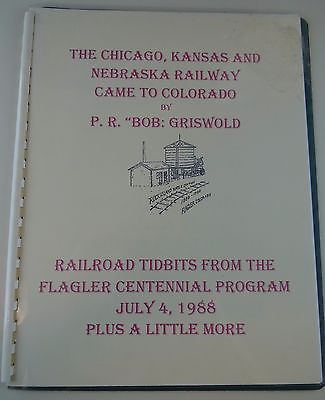 THE CHICAGO, KANSAS AND
NEBRASKA RAILWAY
CAME TO COLORADO
BY
P. R. "BOB: GRISWOLD
RAILROAD TIDBITS FROM THE
FLAGLER CENTENNIAL PROGRAM
JULY 4, 1988
PLUS A LITTLE MORE